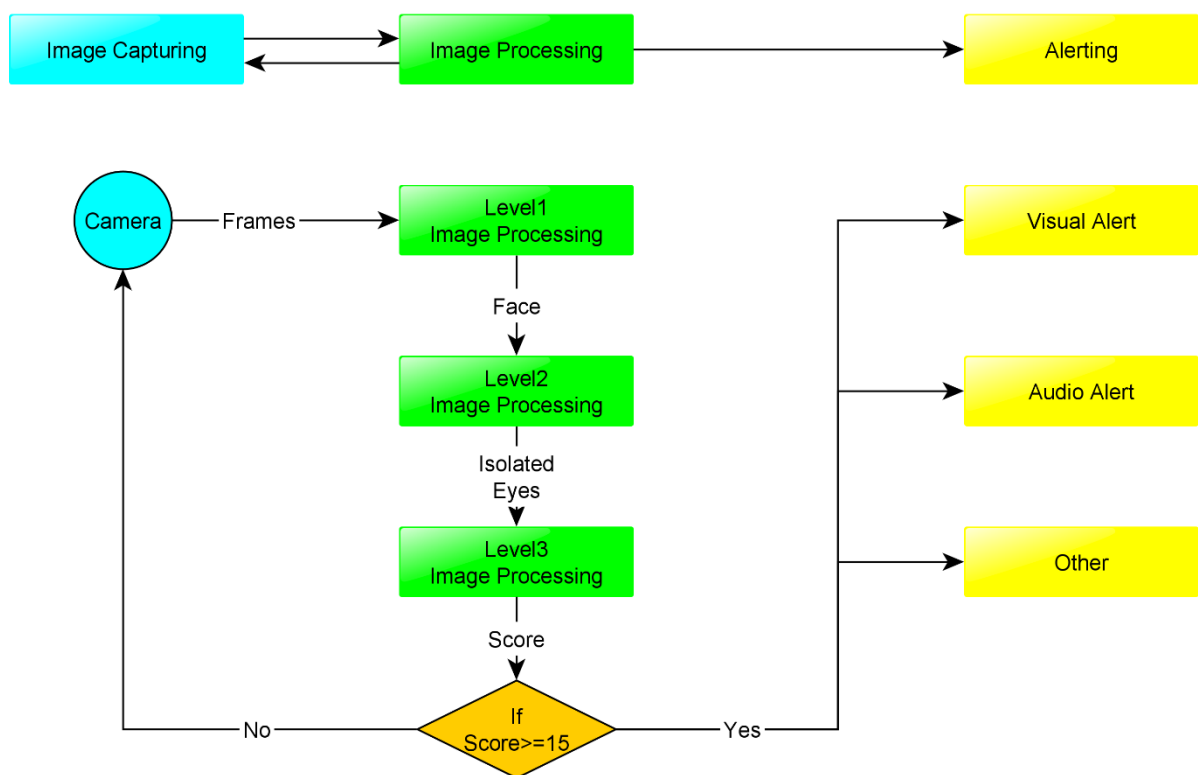 Image Capturing
Image Processing
Alerting
Camera
Frames
Level1
Image Processing
Visual Alert
Face
Level2
Image Processing
Audio Alert
Isolated
Eyes
Level3
Image Processing
Other
Score
If
Score>=15
No
Yes